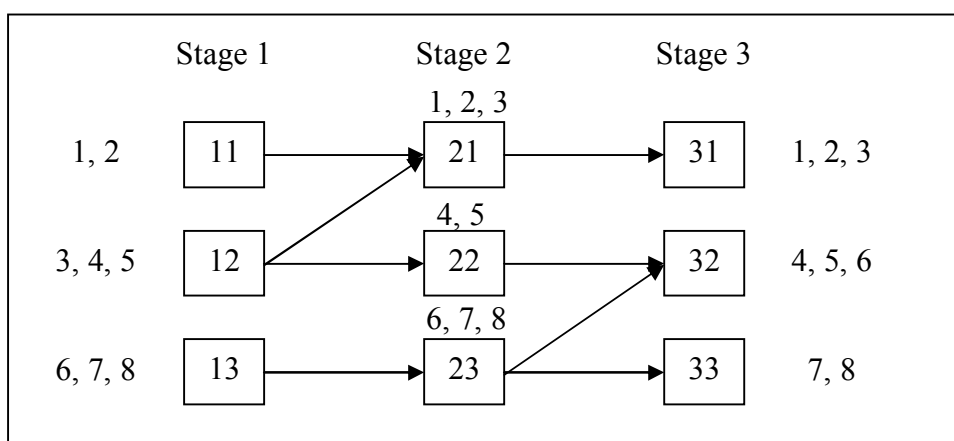 Stage 1 Stage 2 Stage 3
1, 2, 3
1, 2 11 21 31 1, 2, 3
4, 5
3, 4, 5 12 22 32 4, 5, 6
6, 7, 8
6, 7, 8 13 23 33 7, 8